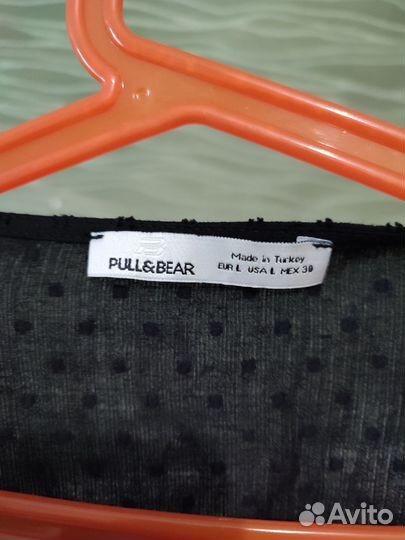 PULL&BEAR
Made in Turkey
EUR L USA L MEX 30
Avito